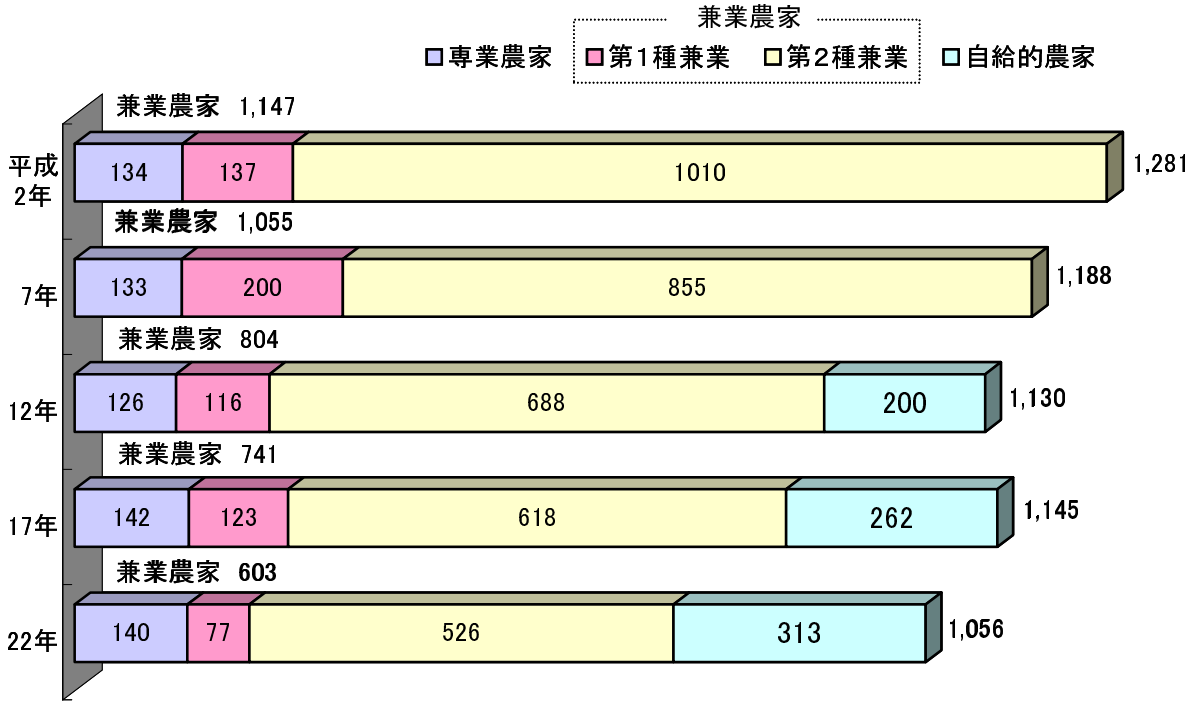 兼業農家
専業農家 第1種兼業 第2種兼業 自給的農家
兼業農家 1,147
平成
2年
134 137 1010 1,281
兼業農家 1,055
7年 133 200 855 1,188
兼業農家 804
12年 126 116 688 200 1,130
兼業農家 741
17年 142 123 618 262 1,145
兼業農家 603
22年 140 77 526 313 1,056